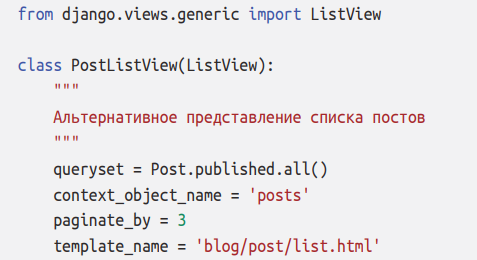 from django.views.generic import ListView
class PostListView(ListView):
"""
Альтернативное представление списка постов
"""
queryset = Post.published.all()
context_object_name = 'posts'
paginate_by = 3
template_name = 'blog/post/list.html'